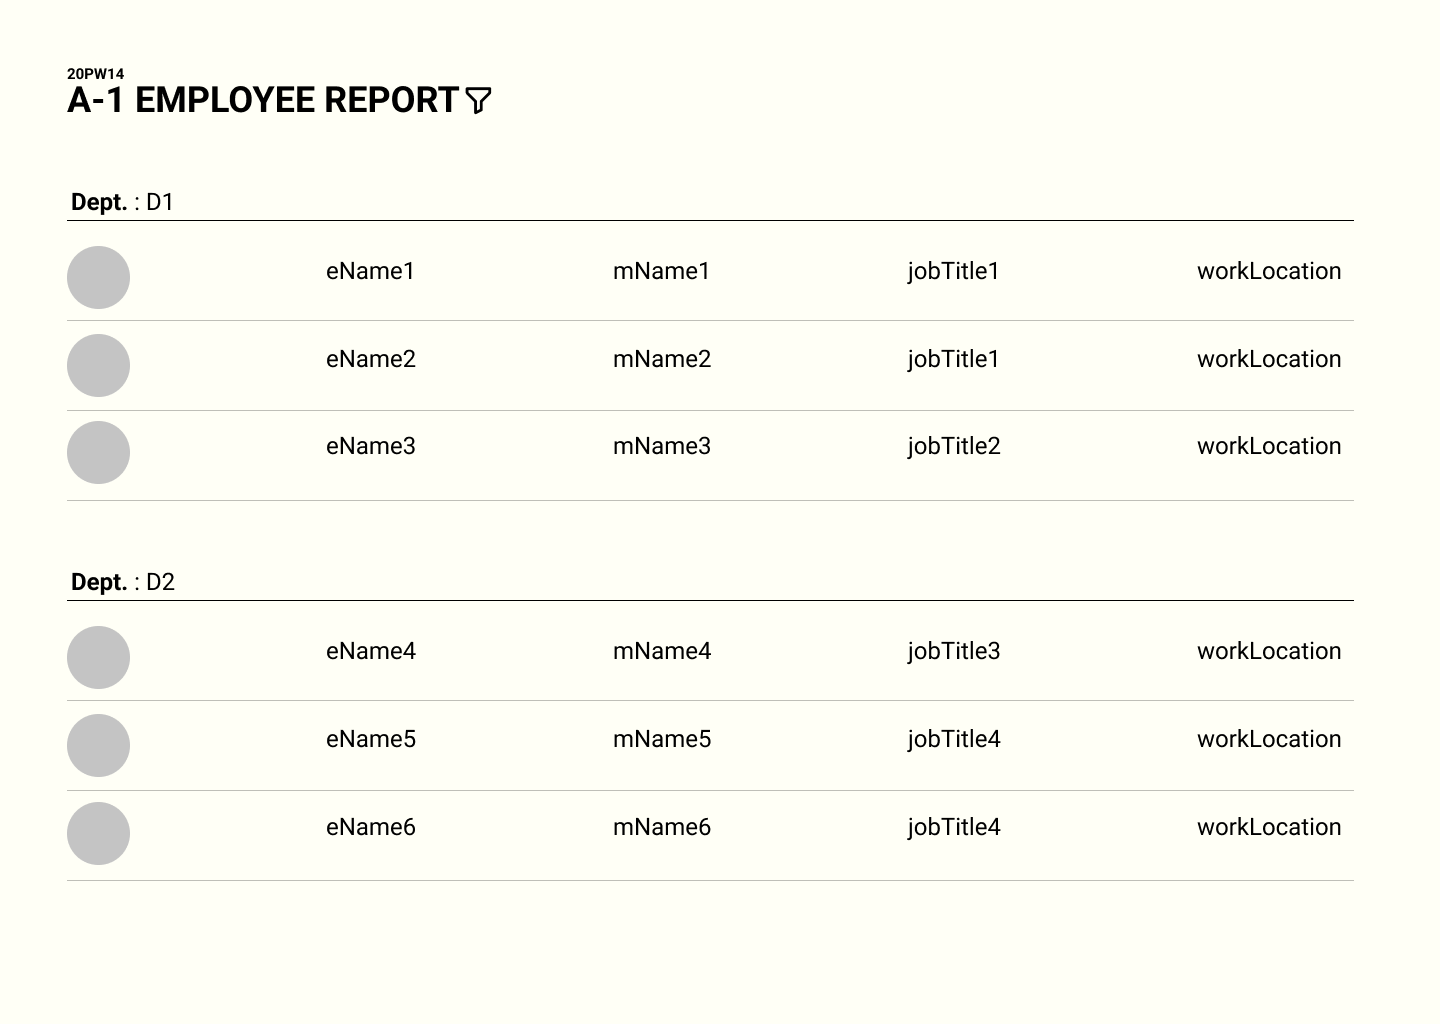 20PW14
A-1 EMPLOYEE REPORT
Dept. : D1
eName1 mName1 jobTitle1 workLocation
eName2 mName2 jobTitle1 workLocation
eName3 mName3 jobTitle2 workLocation
Dept. : D2
eName4 mName4 jobTitle3 workLocation
eName5 mName5 jobTitle4 workLocation
eName6 mName6 jobTitle4 workLocation